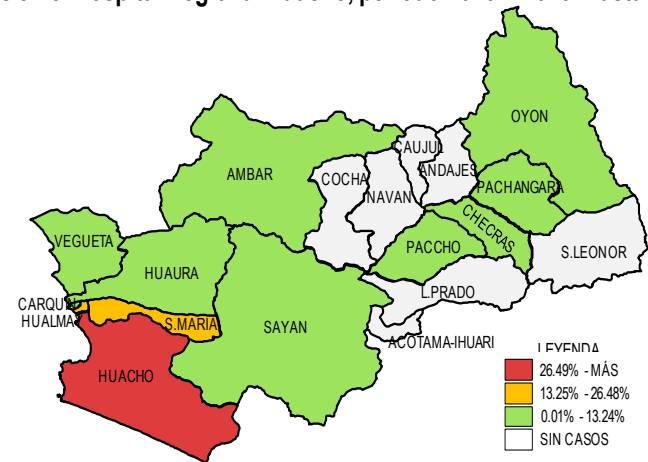 OYON
CAUJUL
AMBAR
COCHA
ANDAJES
NAVAN
PACHANGARA
CHECRAS
VEGUETA
PACCHO
S.LEONOR
HUAURA
L.PRADO
CARQUIN
HUALMA
S.MARIA
SAYAN
ACOTAMA-IHUARI
HUACHO
LEYENDA
26.49% - MÁS
13.25% - 26.48%
0.01% - 13.24%
SIN CASOS